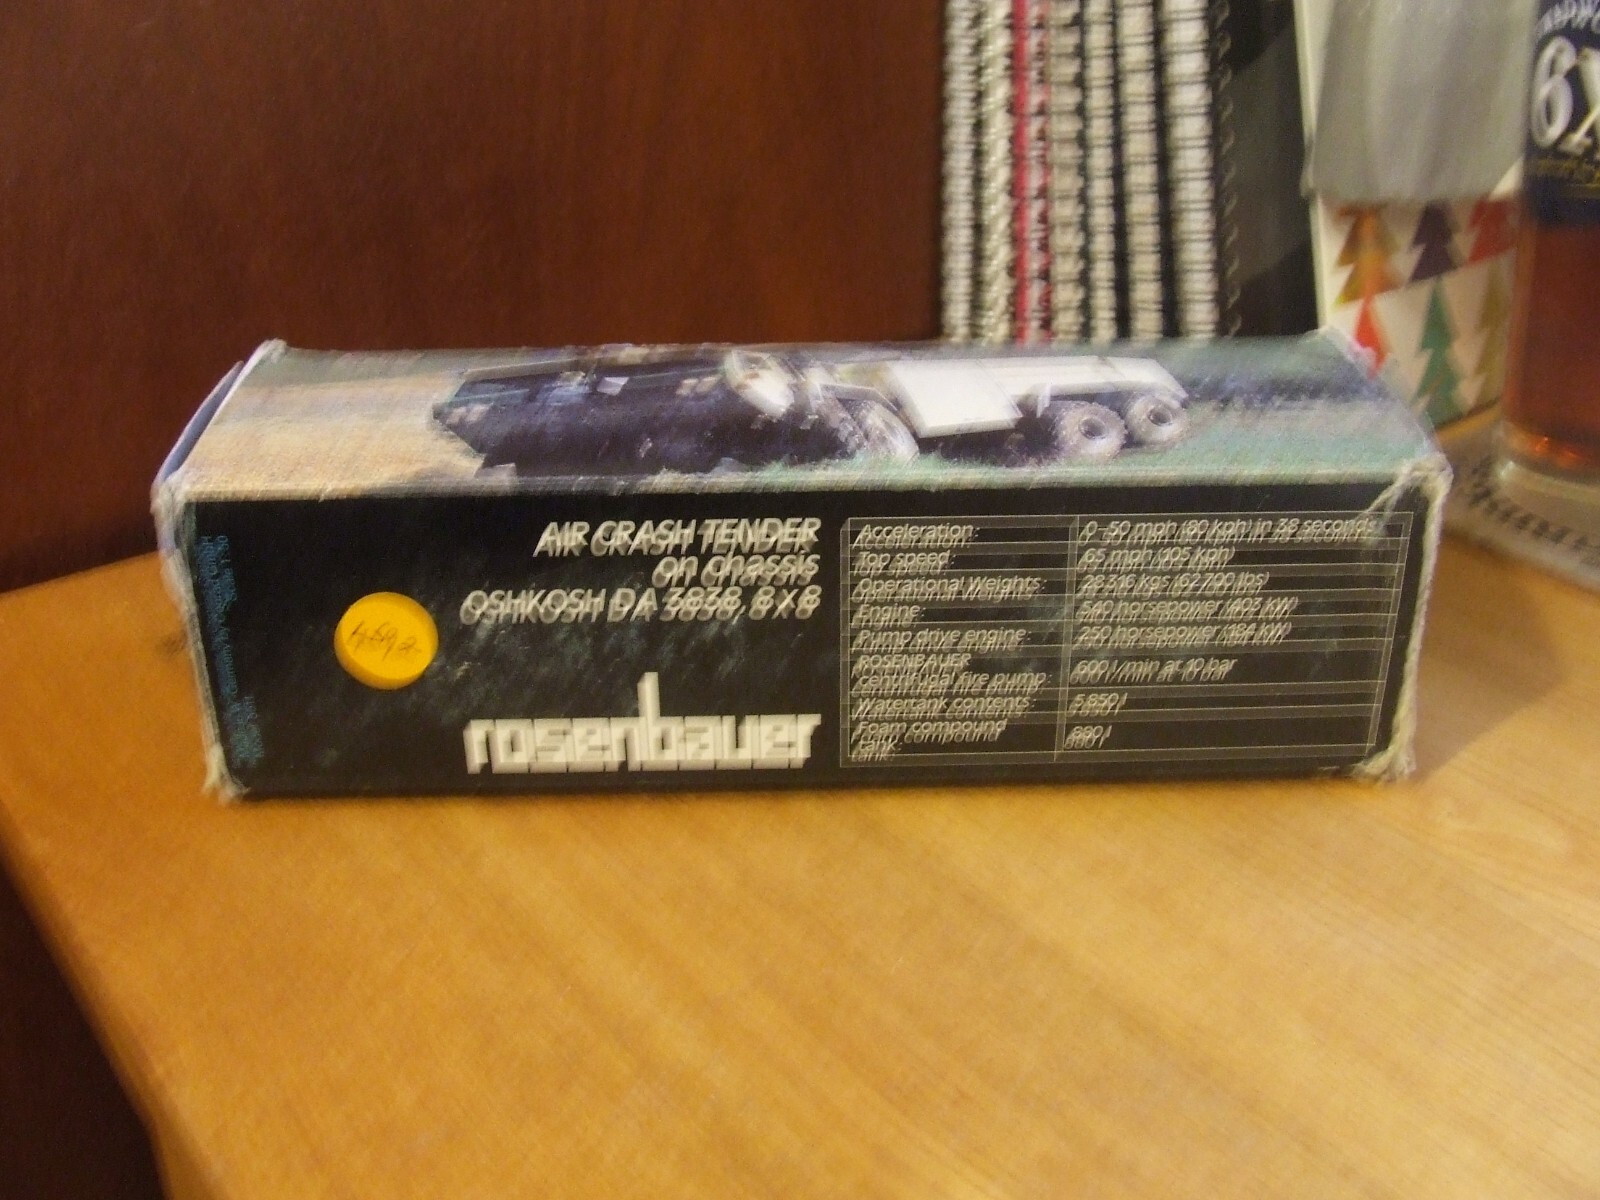 AIR CRASH TENDER
on chassis
OSHKOSH DA 3838, 8 x 8
rosenbauer
Acceleration: 0-50 mph (80 kph) in 38 seconds
Top speed: 65 mph (105 kph)
Operational Weights: 28 316 kgs (62 700 lbs)
Engine: 540 horsepower (403 kW)
Pump drive engine: 250 horsepower (184 kW)
ROSENBAUER
Centrifugal fire pump: 600 l/min at 10 bar
Watertank contents: 5 850 l
Foam compound
tank: 880 l
6X